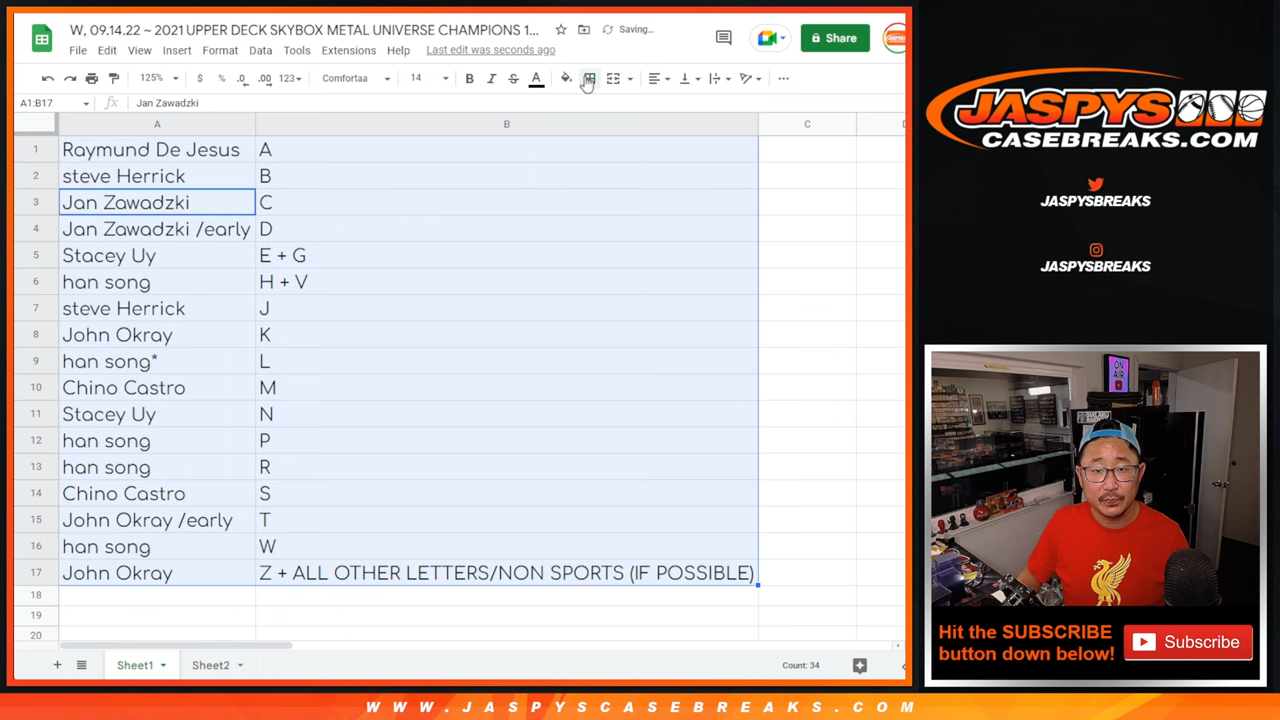 W, 09.14.22 ~ 2021 UPPER DECK SKYBOX METAL UNIVERSE CHAMPIONS 1...
Saving...
File Edit View Insert Format Data Tools Extensions Help Last edit was seconds ago
Share
125% $ % .0 .00 123 Comfortaa 14 B I S A
A1:B17 fx Jan Zawadzki
A B C
1 Raymund De Jesus A
2 steve Herrick B
3 Jan Zawadzki C
4 Jan Zawadzki /early D
5 Stacey Uy E + G
6 han song H + V
7 steve Herrick J
8 John Okray K
9 han song* L
10 Chino Castro M
11 Stacey Uy N
12 han song P
13 han song R
14 Chino Castro S
15 John Okray /early T
16 han song W
17 John Okray Z + ALL OTHER LETTERS/NON SPORTS (IF POSSIBLE)
18
19
20
Sheet1 Sheet2 Count: 34
JASPYS
CASEBREAKS.COM
JASPYSBREAKS
JASPYSBREAKS
ON
AIR
Hit the SUBSCRIBE
button down below!
Subscribe
WWW.JASPYSCASEBREAKS.COM